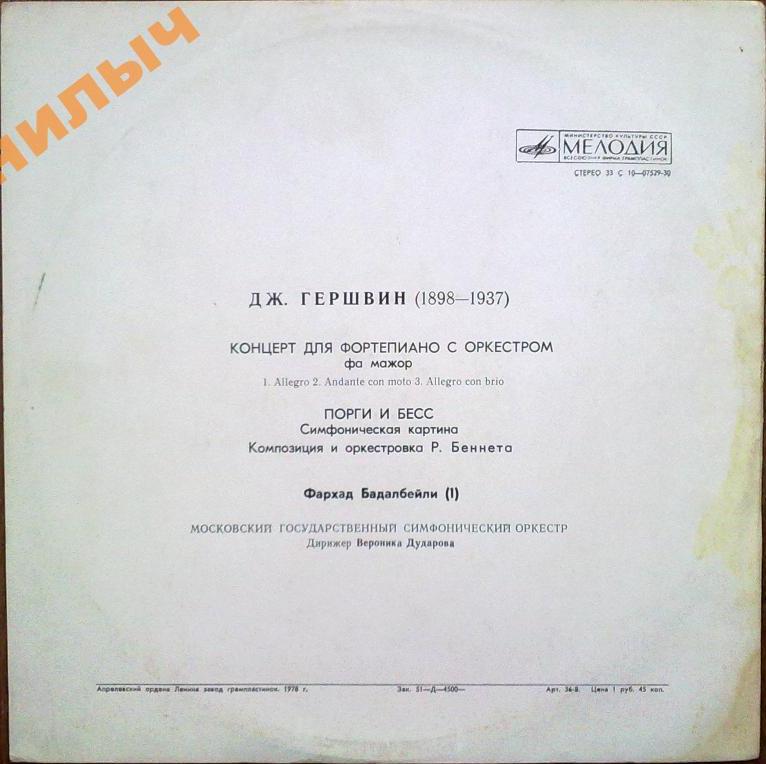 нилыч
МИНИСТЕРСТВО КУЛЬТУРЫ СССР
МЕЛОДИЯ
ВСЕСОЮЗНАЯ ФИРМА ГРАМПЛАСТИНОК
СТЕРЕО 33 С 10—07529-30
ДЖ. ГЕРШВИН (1898—1937)
КОНЦЕРТ ДЛЯ ФОРТЕПИАНО С ОРКЕСТРОМ
фа мажор
1. Allegro 2. Andante con moto 3. Allegro con brio
ПОРГИ И БЕСС
Симфоническая картина
Композиция и оркестровка Р. Беннета
Фархад Бадалбейли (1)
МОСКОВСКИЙ ГОСУДАРСТВЕННЫЙ СИМФОНИЧЕСКИЙ ОРКЕСТР
Дирижер Вероника Дударова
Апрелевский ордена Ленина завод грампластинок. 1978 г. Зак. 51—Д—4500— Арт. 36-8. Цена 1 руб. 45 коп.